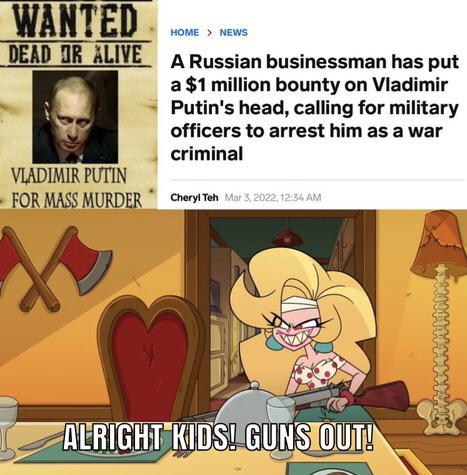 WANTED
DEAD OR ALIVE
VLADIMIR PUTIN
FOR MASS MURDER
HOME > NEWS
A Russian businessman has put
a $1 million bounty on Vladimir
Putin's head, calling for military
officers to arrest him as a war
criminal
Cheryl Teh Mar 3, 2022, 12:34 AM
ALRIGHT KIDS! GUNS OUT!